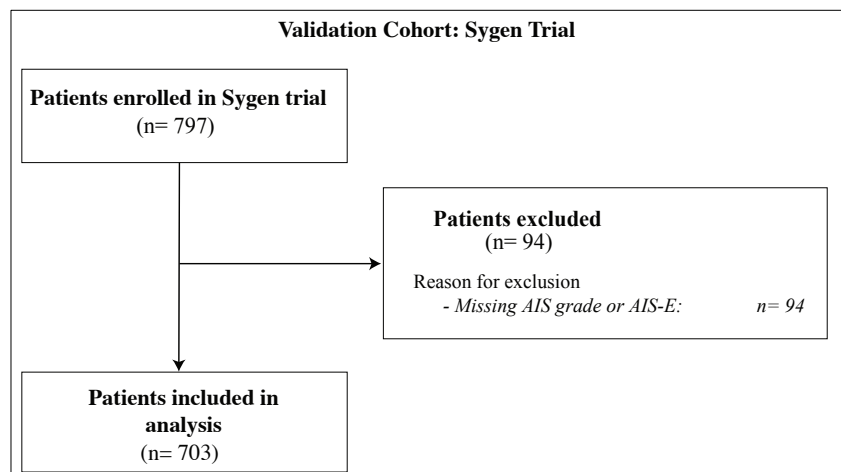 Validation Cohort: Sygen Trial
Patients enrolled in Sygen trial
(n= 797)
Patients excluded
(n= 94)
Reason for exclusion
- Missing AIS grade or AIS-E: n= 94
Patients included in
analysis
(n= 703)